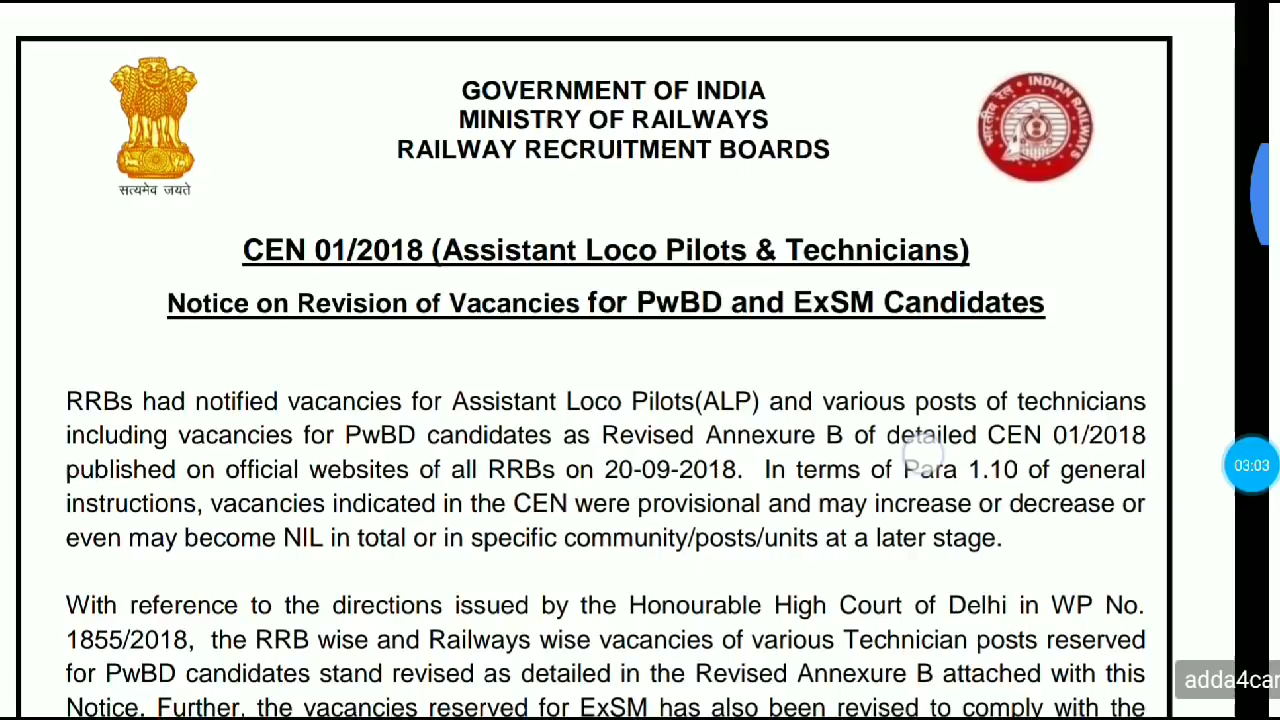 GOVERNMENT OF INDIA
MINISTRY OF RAILWAYS
RAILWAY RECRUITMENT BOARDS
सत्यमेव जयते
भारतीय रेल • INDIAN RAILWAYS
CEN 01/2018 (Assistant Loco Pilots & Technicians)
Notice on Revision of Vacancies for PwBD and ExSM Candidates
RRBs had notified vacancies for Assistant Loco Pilots(ALP) and various posts of technicians
including vacancies for PwBD candidates as Revised Annexure B of detailed CEN 01/2018
published on official websites of all RRBs on 20-09-2018. In terms of Para 1.10 of general
instructions, vacancies indicated in the CEN were provisional and may increase or decrease or
even may become NIL in total or in specific community/posts/units at a later stage.
03:03
With reference to the directions issued by the Honourable High Court of Delhi in WP No.
1855/2018, the RRB wise and Railways wise vacancies of various Technician posts reserved
for PwBD candidates stand revised as detailed in the Revised Annexure B attached with this
Notice. Further, the vacancies reserved for ExSM has also been revised to comply with the
adda4car